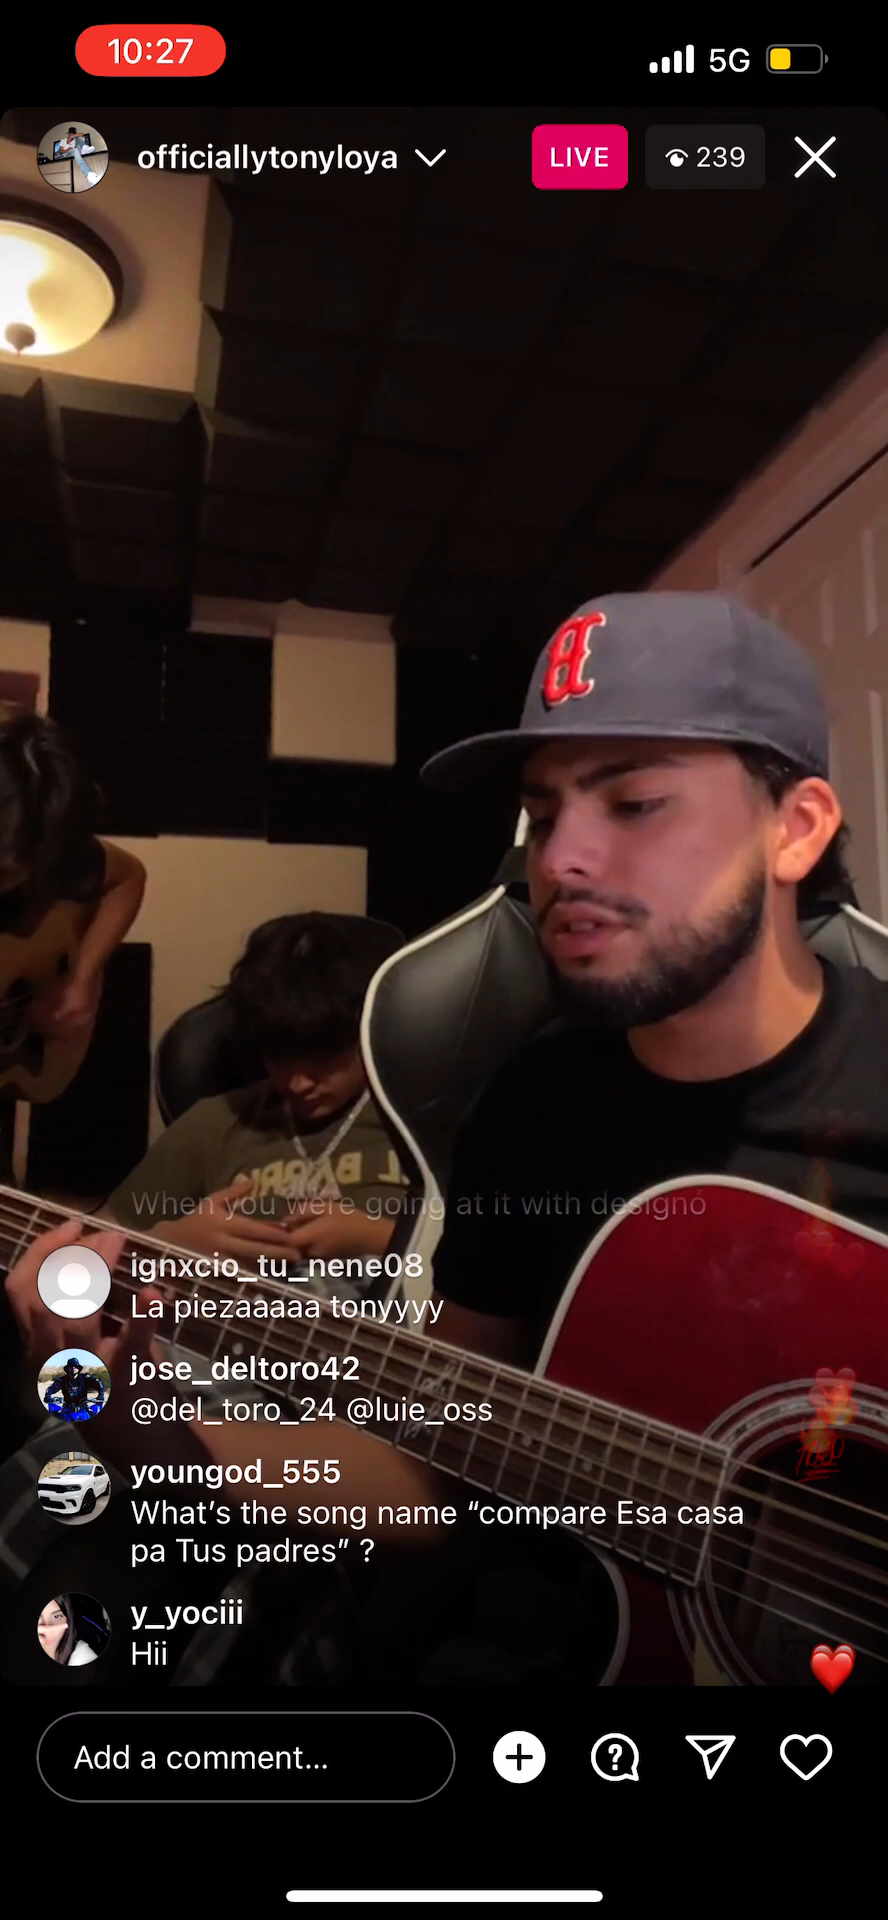 10:27
5G
officiallytonyloya
LIVE
239
B
When you were going at it with designó
ignxcio_tu_nene08
La piezaaaaa tonyyyy
jose_deltoro42
@del_toro_24 @luie_oss
youngod_555
What's the song name “compare Esa casa
pa Tus padres” ?
y_yociii
Hii
Add a comment...